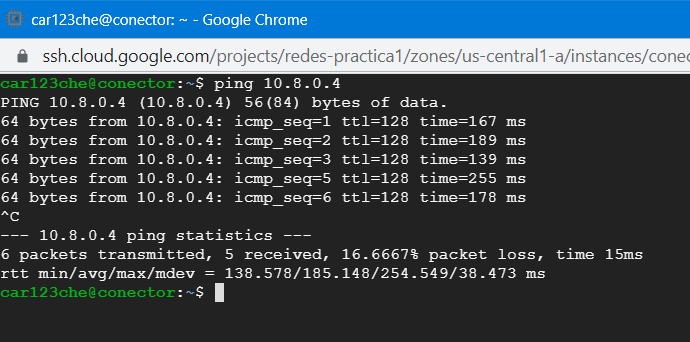 car123che@conector: ~ - Google Chrome
ssh.cloud.google.com/projects/redes-practica1/zones/us-central1-a/instances/conec
car123che@conector:~$ ping 10.8.0.4
PING 10.8.0.4 (10.8.0.4) 56(84) bytes of data.
64 bytes from 10.8.0.4: icmp_seq=1 ttl=128 time=167 ms
64 bytes from 10.8.0.4: icmp_seq=2 ttl=128 time=189 ms
64 bytes from 10.8.0.4: icmp_seq=3 ttl=128 time=139 ms
64 bytes from 10.8.0.4: icmp_seq=5 ttl=128 time=255 ms
64 bytes from 10.8.0.4: icmp_seq=6 ttl=128 time=178 ms
^C
--- 10.8.0.4 ping statistics ---
6 packets transmitted, 5 received, 16.6667% packet loss, time 15ms
rtt min/avg/max/mdev = 138.578/185.148/254.549/38.473 ms
car123che@conector:~$